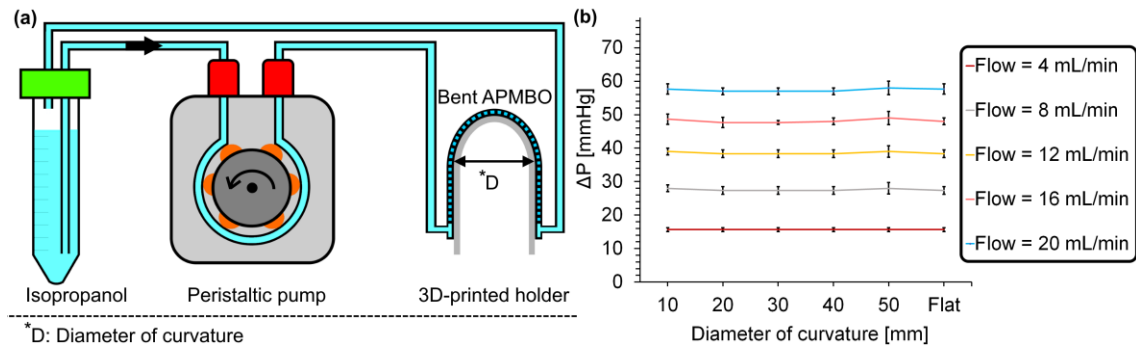 (a)
Bent APMBO
*D
Isopropanol
Peristaltic pump
3D-printed holder
*D: Diameter of curvature
(b)
ΔP [mmHg]
70
60
50
40
30
20
10
0
10 20 30 40 50 Flat
Diameter of curvature [mm]
Flow = 4 mL/min
Flow = 8 mL/min
Flow = 12 mL/min
Flow = 16 mL/min
Flow = 20 mL/min